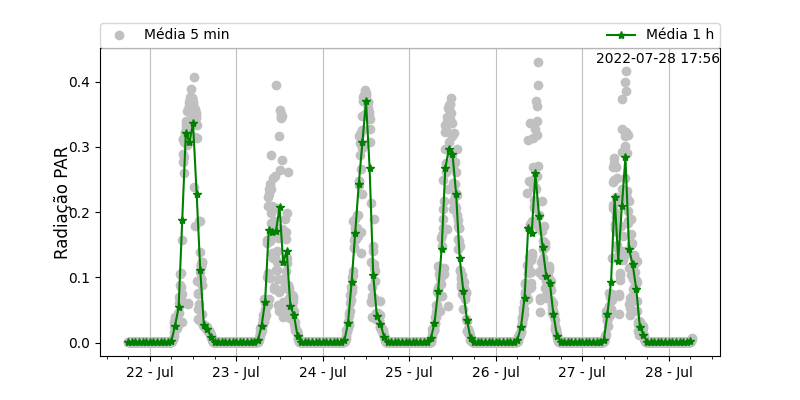 Média 5 min
Média 1 h
2022-07-28 17:56
Radiação PAR
0.4
0.3
0.2
0.1
0.0
22 - Jul
23 - Jul
24 - Jul
25 - Jul
26 - Jul
27 - Jul
28 - Jul